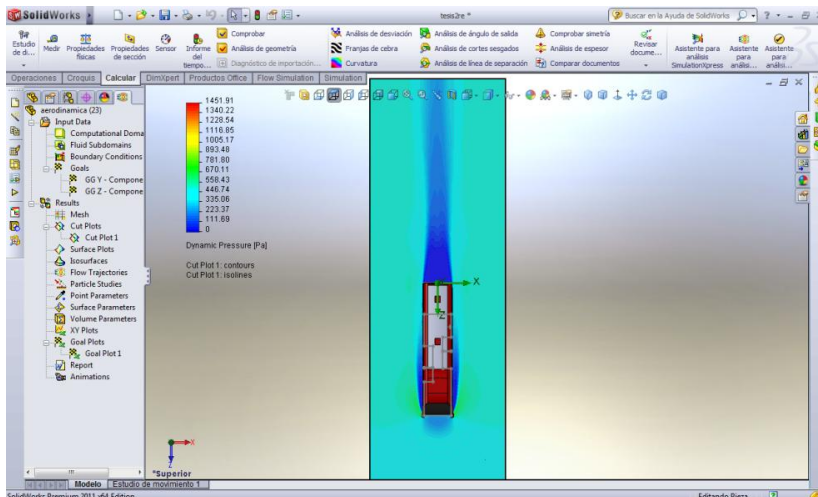 SolidWorks
tesis2re *
Buscar en la Ayuda de SolidWorks
Estudio de di...
Medir
Propiedades físicas
Propiedades de sección
Sensor
Informe del tiempo...
Comprobar
Análisis de geometría
Diagnóstico de importación...
Análisis de desviación
Franjas de cebra
Curvatura
Análisis de ángulo de salida
Análisis de cortes sesgados
Análisis de línea de separación
Comprobar simetría
Análisis de espesor
Comparar documentos
Revisar docume...
Asistente para análisis SimulationXpress
Asistente para análisi...
Asistente para análisi...
Operaciones
Croquis
Calcular
DimXpert
Productos Office
Flow Simulation
Simulation
aerodinamica (23)
Input Data
Computational Doma
Fluid Subdomains
Boundary Conditions
Goals
GG Y - Compone
GG Z - Compone
Results
Mesh
Cut Plots
Cut Plot 1
Surface Plots
Isosurfaces
Flow Trajectories
Particle Studies
Point Parameters
Surface Parameters
Volume Parameters
XY Plots
Goal Plots
Goal Plot 1
Report
Animations
1451.91
1340.22
1228.54
1116.85
1005.17
893.48
781.80
670.11
558.43
446.74
335.06
223.37
111.69
0
Dynamic Pressure [Pa]
Cut Plot 1: contours
Cut Plot 1: isolines
X
Z
X
Z
*Superior
Modelo
Estudio de movimiento 1
SolidWorks Premium 2011 x64 Edition
Editando Pieza